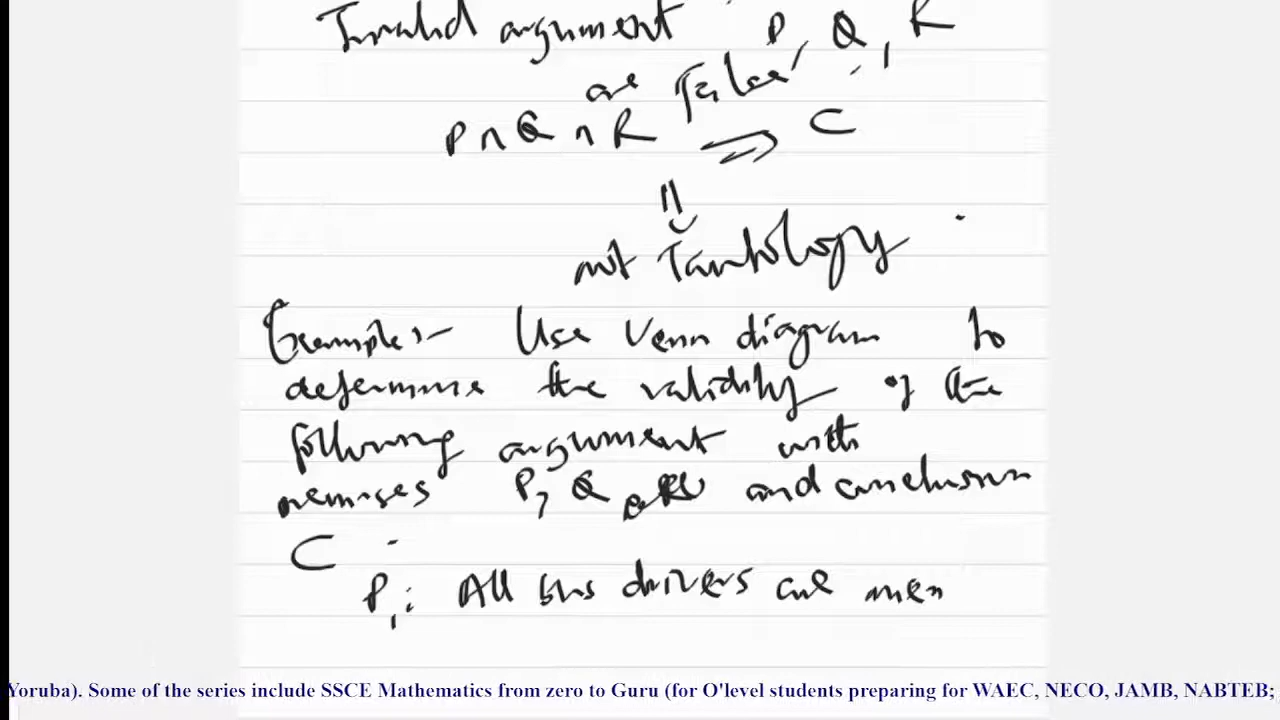 Invalid argument : P, Q, R
are False,
P ∩ Q ∩ R ⇒ C
not Tautology.
Example:- Use Venn diagram to
determine the validity of the
following argument with
premises P, Q and conclusion
C.
P,: All bus drivers are men
Yoruba). Some of the series include SSCE Mathematics from zero to Guru (for O'level students preparing for WAEC, NECO, JAMB, NABTEB;